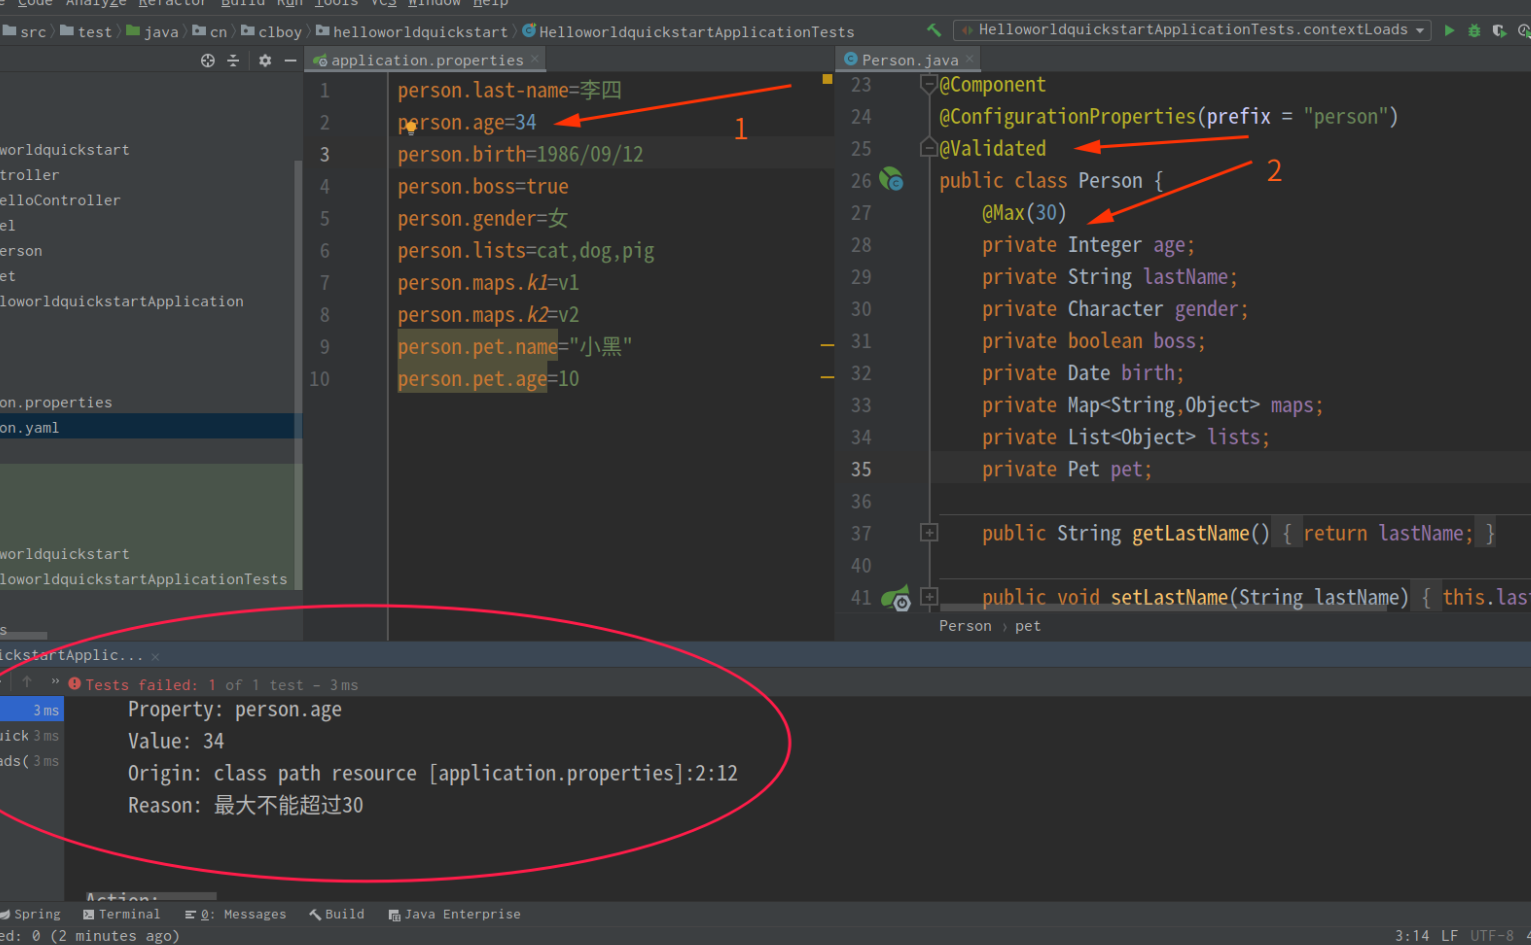 Code Analyze Refactor Build Run Tools VCS Window Help
src test java cn clboy helloworldquickstart HelloworldquickstartApplicationTests
HelloworldquickstartApplicationTests.contextLoads
application.properties
Person.java
worldquickstart
troller
elloController
el
erson
et
loworldquickstartApplication
on.properties
on.yaml
worldquickstart
loworldquickstartApplicationTests
s
1 person.last-name=李四
2 person.age=34
3 person.birth=1986/09/12
4 person.boss=true
5 person.gender=女
6 person.lists=cat,dog,pig
7 person.maps.k1=v1
8 person.maps.k2=v2
9 person.pet.name="小黑"
10 person.pet.age=10
1
23 @Component
24 @ConfigurationProperties(prefix = "person")
25 @Validated
26 public class Person {
27 @Max(30)
28 private Integer age;
29 private String lastName;
30 private Character gender;
31 private boolean boss;
32 private Date birth;
33 private Map<String,Object> maps;
34 private List<Object> lists;
35 private Pet pet;
36
37 public String getLastName() { return lastName; }
40
41 public void setLastName(String lastName) { this.las
2
Person › pet
ickstartApplic...
Tests failed: 1 of 1 test – 3 ms
3 ms
uick 3 ms
ads( 3 ms
Property: person.age
Value: 34
Origin: class path resource [application.properties]:2:12
Reason: 最大不能超过30
Action:
Spring Terminal 0: Messages Build Java Enterprise
ed: 0 (2 minutes ago)
3:14 LF UTF-8